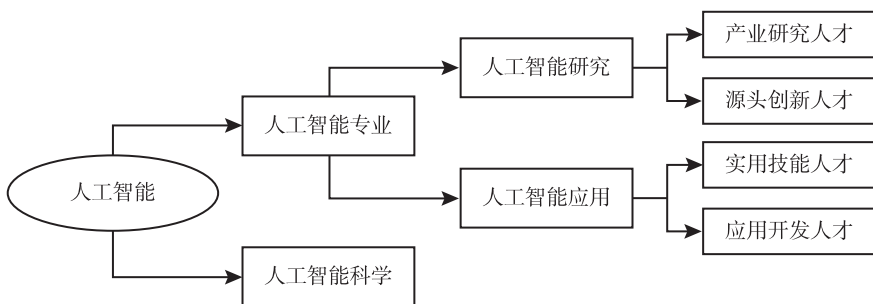 人工智能
人工智能专业
人工智能科学
人工智能研究
人工智能应用
产业研究人才
源头创新人才
实用技能人才
应用开发人才